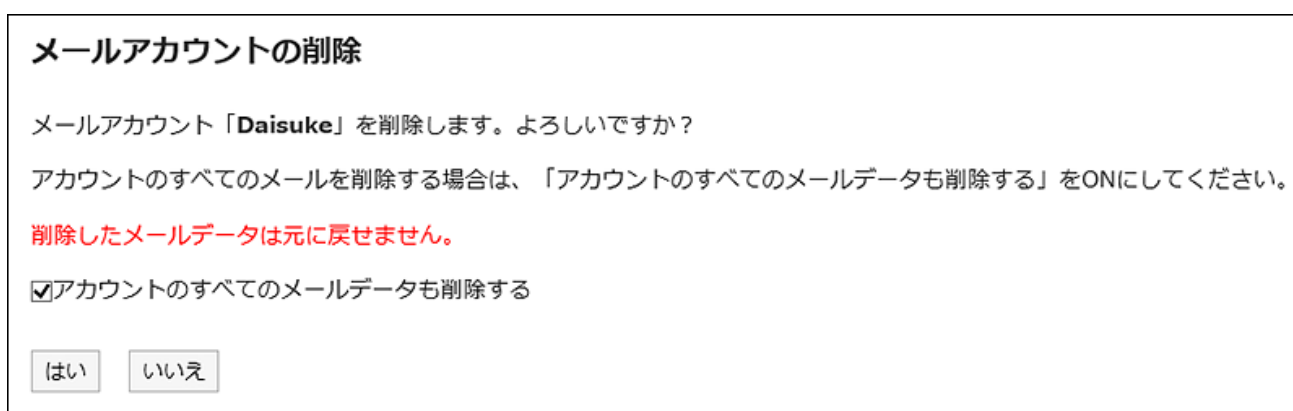 メールアカウントの削除
メールアカウント「Daisuke」を削除します。よろしいですか？
アカウントのすべてのメールを削除する場合は、「アカウントのすべてのメールデータも削除する」をONにしてください。
削除したメールデータは元に戻せません。
アカウントのすべてのメールデータも削除する
はい いいえ